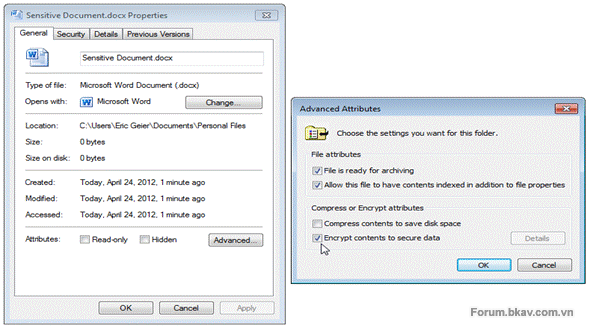 Sensitive Document.docx Properties
General Security Details Previous Versions
Sensitive Document.docx
Type of file: Microsoft Word Document (.docx)
Opens with: Microsoft Word Change...
Location: C:\Users\Eric Geier\Documents\Personal Files
Size: 0 bytes
Size on disk: 0 bytes
Created: Today, April 24, 2012, 1 minute ago
Modified: Today, April 24, 2012, 1 minute ago
Accessed: Today, April 24, 2012, 1 minute ago
Attributes: Read-only Hidden Advanced...
OK Cancel Apply
Advanced Attributes
Choose the settings you want for this folder.
File attributes
File is ready for archiving
Allow this file to have contents indexed in addition to file properties
Compress or Encrypt attributes
Compress contents to save disk space
Encrypt contents to secure data Details
OK Cancel
Forum.bkav.com.vn